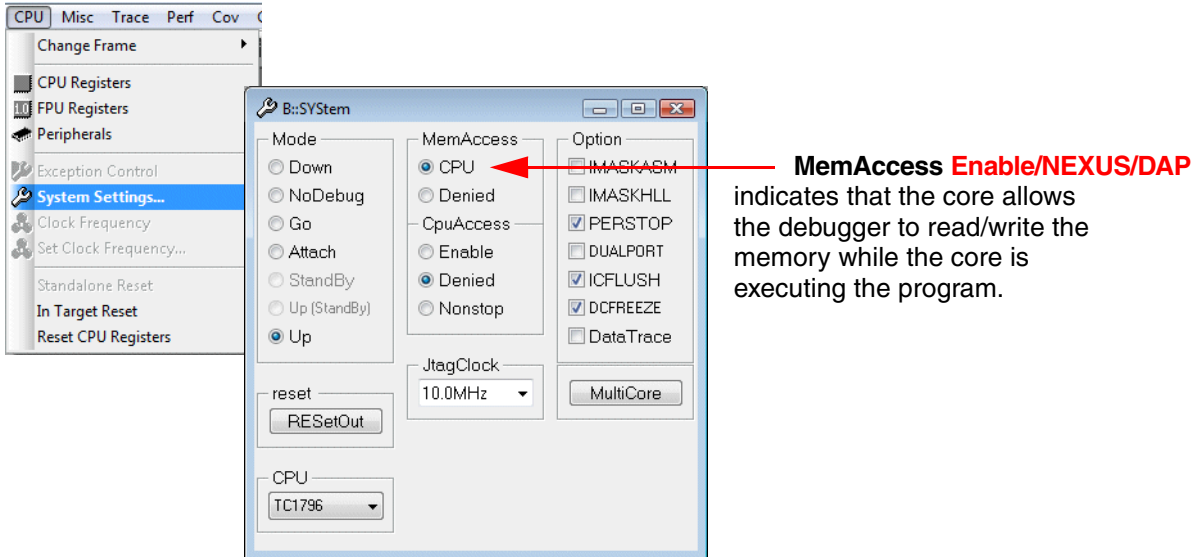 CPU Misc Trace Perf Cov
Change Frame
CPU Registers
FPU Registers
Peripherals
Exception Control
System Settings...
Clock Frequency
Set Clock Frequency...
Standalone Reset
In Target Reset
Reset CPU Registers
B::SYStem
Mode
Down
NoDebug
Go
Attach
StandBy
Up (StandBy)
Up
reset
RESetOut
CPU
TC1796
MemAccess
CPU
Denied
CpuAccess
Enable
Denied
Nonstop
JtagClock
10.0MHz
Option
IMASKASM
IMASKHLL
PERSTOP
DUALPORT
ICFLUSH
DCFREEZE
DataTrace
MultiCore
MemAccess Enable/NEXUS/DAP
indicates that the core allows
the debugger to read/write the
memory while the core is
executing the program.